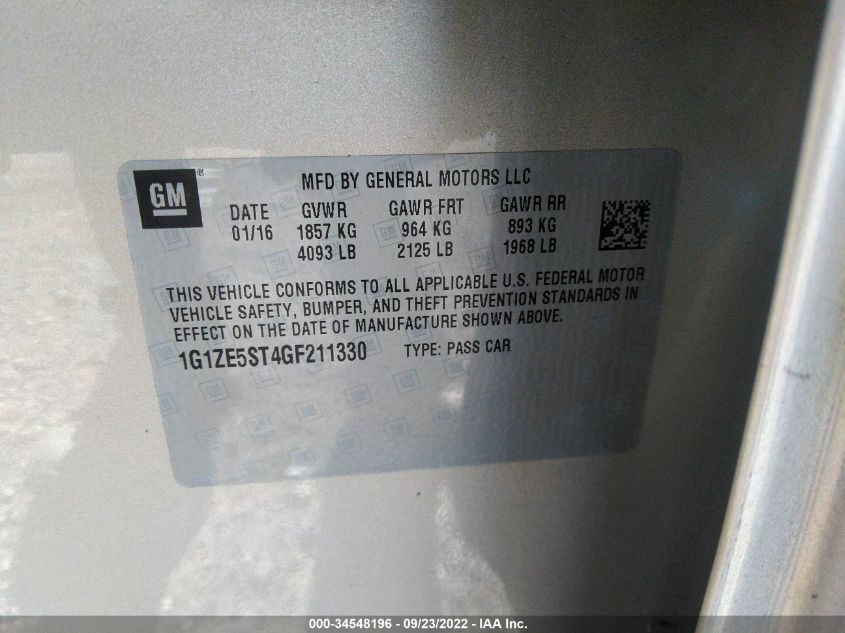 GM ®
MFD BY GENERAL MOTORS LLC
DATE GVWR GAWR FRT GAWR RR
01/16 1857 KG 964 KG 893 KG
4093 LB 2125 LB 1968 LB
THIS VEHICLE CONFORMS TO ALL APPLICABLE U.S. FEDERAL MOTOR
VEHICLE SAFETY, BUMPER, AND THEFT PREVENTION STANDARDS IN
EFFECT ON THE DATE OF MANUFACTURE SHOWN ABOVE.
1G1ZE5ST4GF211330 TYPE: PASS CAR
000-34548196 - 09/23/2022 - IAA Inc.